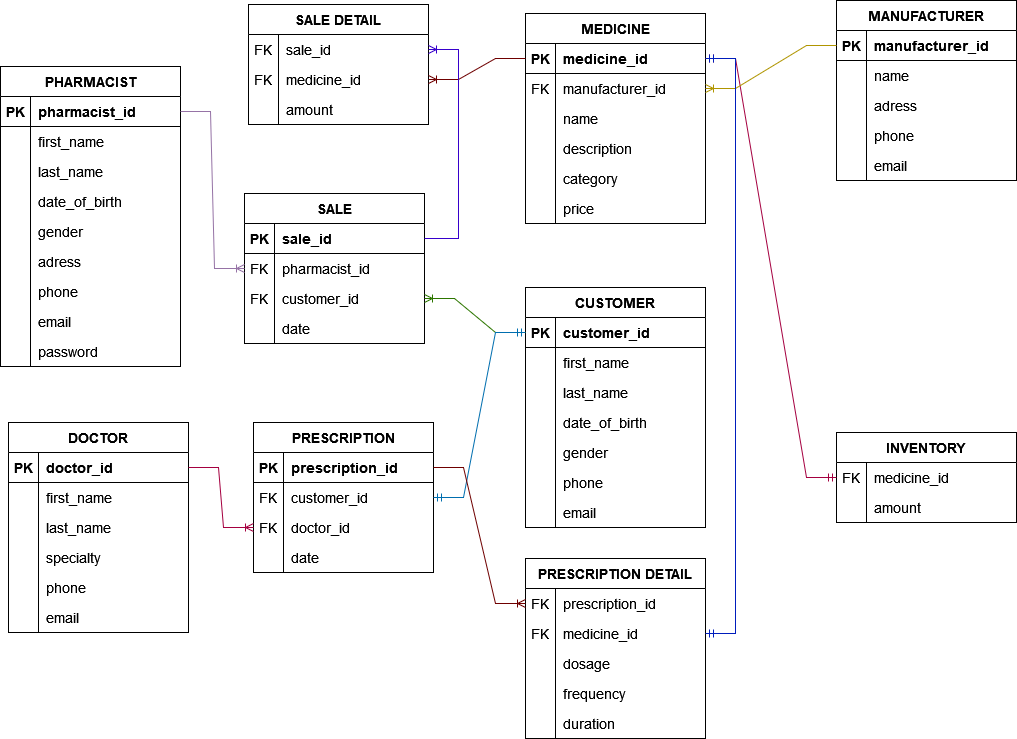 PHARMACIST
PK pharmacist_id
first_name
last_name
date_of_birth
gender
adress
phone
email
password
SALE DETAIL
FK sale_id
FK medicine_id
amount
MEDICINE
PK medicine_id
FK manufacturer_id
name
description
category
price
MANUFACTURER
PK manufacturer_id
name
adress
phone
email
SALE
PK sale_id
FK pharmacist_id
FK customer_id
date
CUSTOMER
PK customer_id
first_name
last_name
date_of_birth
gender
phone
email
DOCTOR
PK doctor_id
first_name
last_name
specialty
phone
email
PRESCRIPTION
PK prescription_id
FK customer_id
FK doctor_id
date
INVENTORY
FK medicine_id
amount
PRESCRIPTION DETAIL
FK prescription_id
FK medicine_id
dosage
frequency
duration